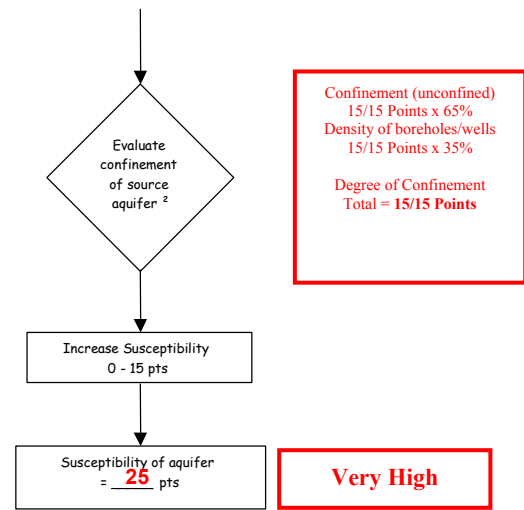 Evaluate
confinement
of source
aquifer ²
Confinement (unconfined)
15/15 Points x 65%
Density of boreholes/wells
15/15 Points x 35%
Degree of Confinement
Total = 15/15 Points
Increase Susceptibility
0 - 15 pts
Susceptibility of aquifer
= __25__ pts
Very High